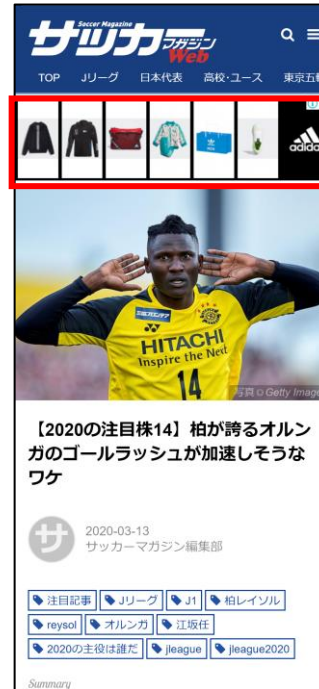 Soccer Magazine
サッカーマガジン
Web
TOP Jリーグ 日本代表 高校・ユース 東京五輪
adidas
HITACHI
Inspire the Next
14
写真◎Getty Image
【2020の注目株14】柏が誇るオルン
ガのゴールラッシュが加速しそうな
ワケ
サ
2020-03-13
サッカーマガジン編集部
注目記事 Jリーグ J1 柏レイソル
reysol オルンガ 江坂任
2020の主役は誰だ jleague jleague2020
Summary